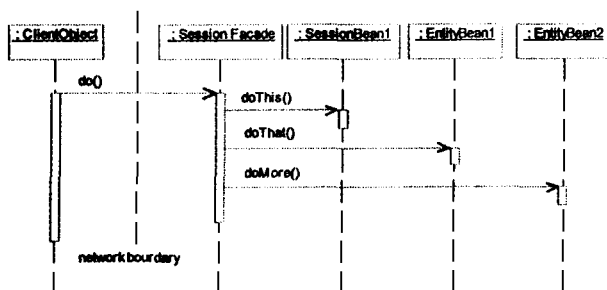 : ClientObject
: Session Facade
: SessionBean1
: EntityBean1
: EntityBean2
do()
doThis()
doThat()
doMore()
network bourdary